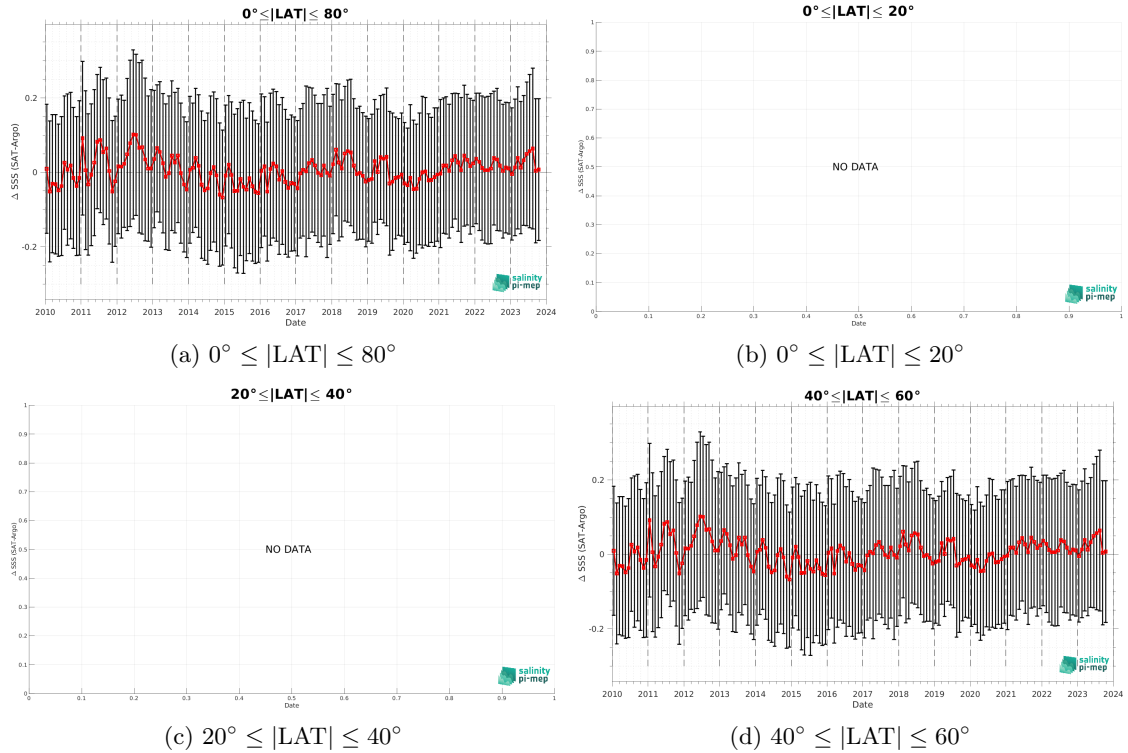 0°≤|LAT|≤ 80°
Δ SSS (SAT-Argo)
0.2
0
-0.2
2010 2011 2012 2013 2014 2015 2016 2017 2018 2019 2020 2021 2022 2023 2024
Date
salinity
pi-mep
(a) 0° ≤ |LAT| ≤ 80°
0°≤|LAT|≤ 20°
Δ SSS (SAT-Argo)
1
0.9
0.8
0.7
0.6
0.5
0.4
0.3
0.2
0.1
0
NO DATA
0 0.1 0.2 0.3 0.4 0.5 0.6 0.7 0.8 0.9 1
Date
salinity
pi-mep
(b) 0° ≤ |LAT| ≤ 20°
20°≤|LAT|≤ 40°
Δ SSS (SAT-Argo)
1
0.9
0.8
0.7
0.6
0.5
0.4
0.3
0.2
0.1
0
NO DATA
0 0.1 0.2 0.3 0.4 0.5 0.6 0.7 0.8 0.9 1
Date
salinity
pi-mep
(c) 20° ≤ |LAT| ≤ 40°
40°≤|LAT|≤ 60°
Δ SSS (SAT-Argo)
0.2
0
-0.2
2010 2011 2012 2013 2014 2015 2016 2017 2018 2019 2020 2021 2022 2023 2024
Date
salinity
pi-mep
(d) 40° ≤ |LAT| ≤ 60°